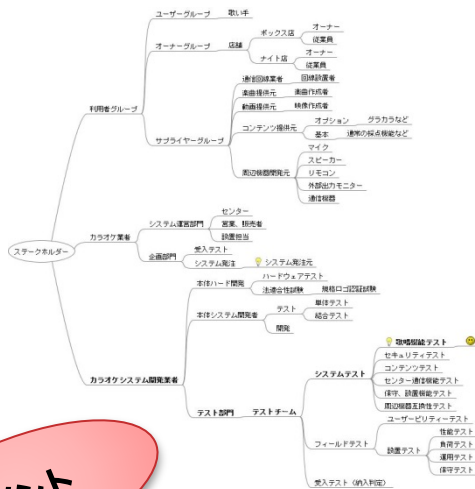 ステークホルダー
利用者グループ
ユーザーグループ
歌い手
オーナーグループ
店舗
ボックス店
オーナー
従業員
ナイト店
オーナー
従業員
サプライヤーグループ
通信回線業者
回線設置者
楽曲提供元
楽曲作成者
動画提供元
映像作成者
コンテンツ提供元
オプション
グラカラなど
基本
通常の採点機能など
周辺機器開発元
マイク
スピーカー
リモコン
外部出力モニター
通信機器
カラオケ業者
システム運営部門
センター
営業、販売者
設置担当
企画部門
受入テスト
システム発注
システム発注元
カラオケシステム開発業者
本体ハード開発
ハードウェアテスト
法適合性試験
規格ロゴ認証試験
本体システム開発者
テスト
単体テスト
結合テスト
開発
テスト部門
テストチーム
システムテスト
歌唱機能テスト
セキュリティテスト
コンテンツテスト
センター通信機能テスト
保守、設置機能テスト
周辺機器互換性テスト
フィールドテスト
ユーザービリティーテスト
設置テスト
性能テスト
負荷テスト
運用テスト
保守テスト
受入テスト（納入判定）